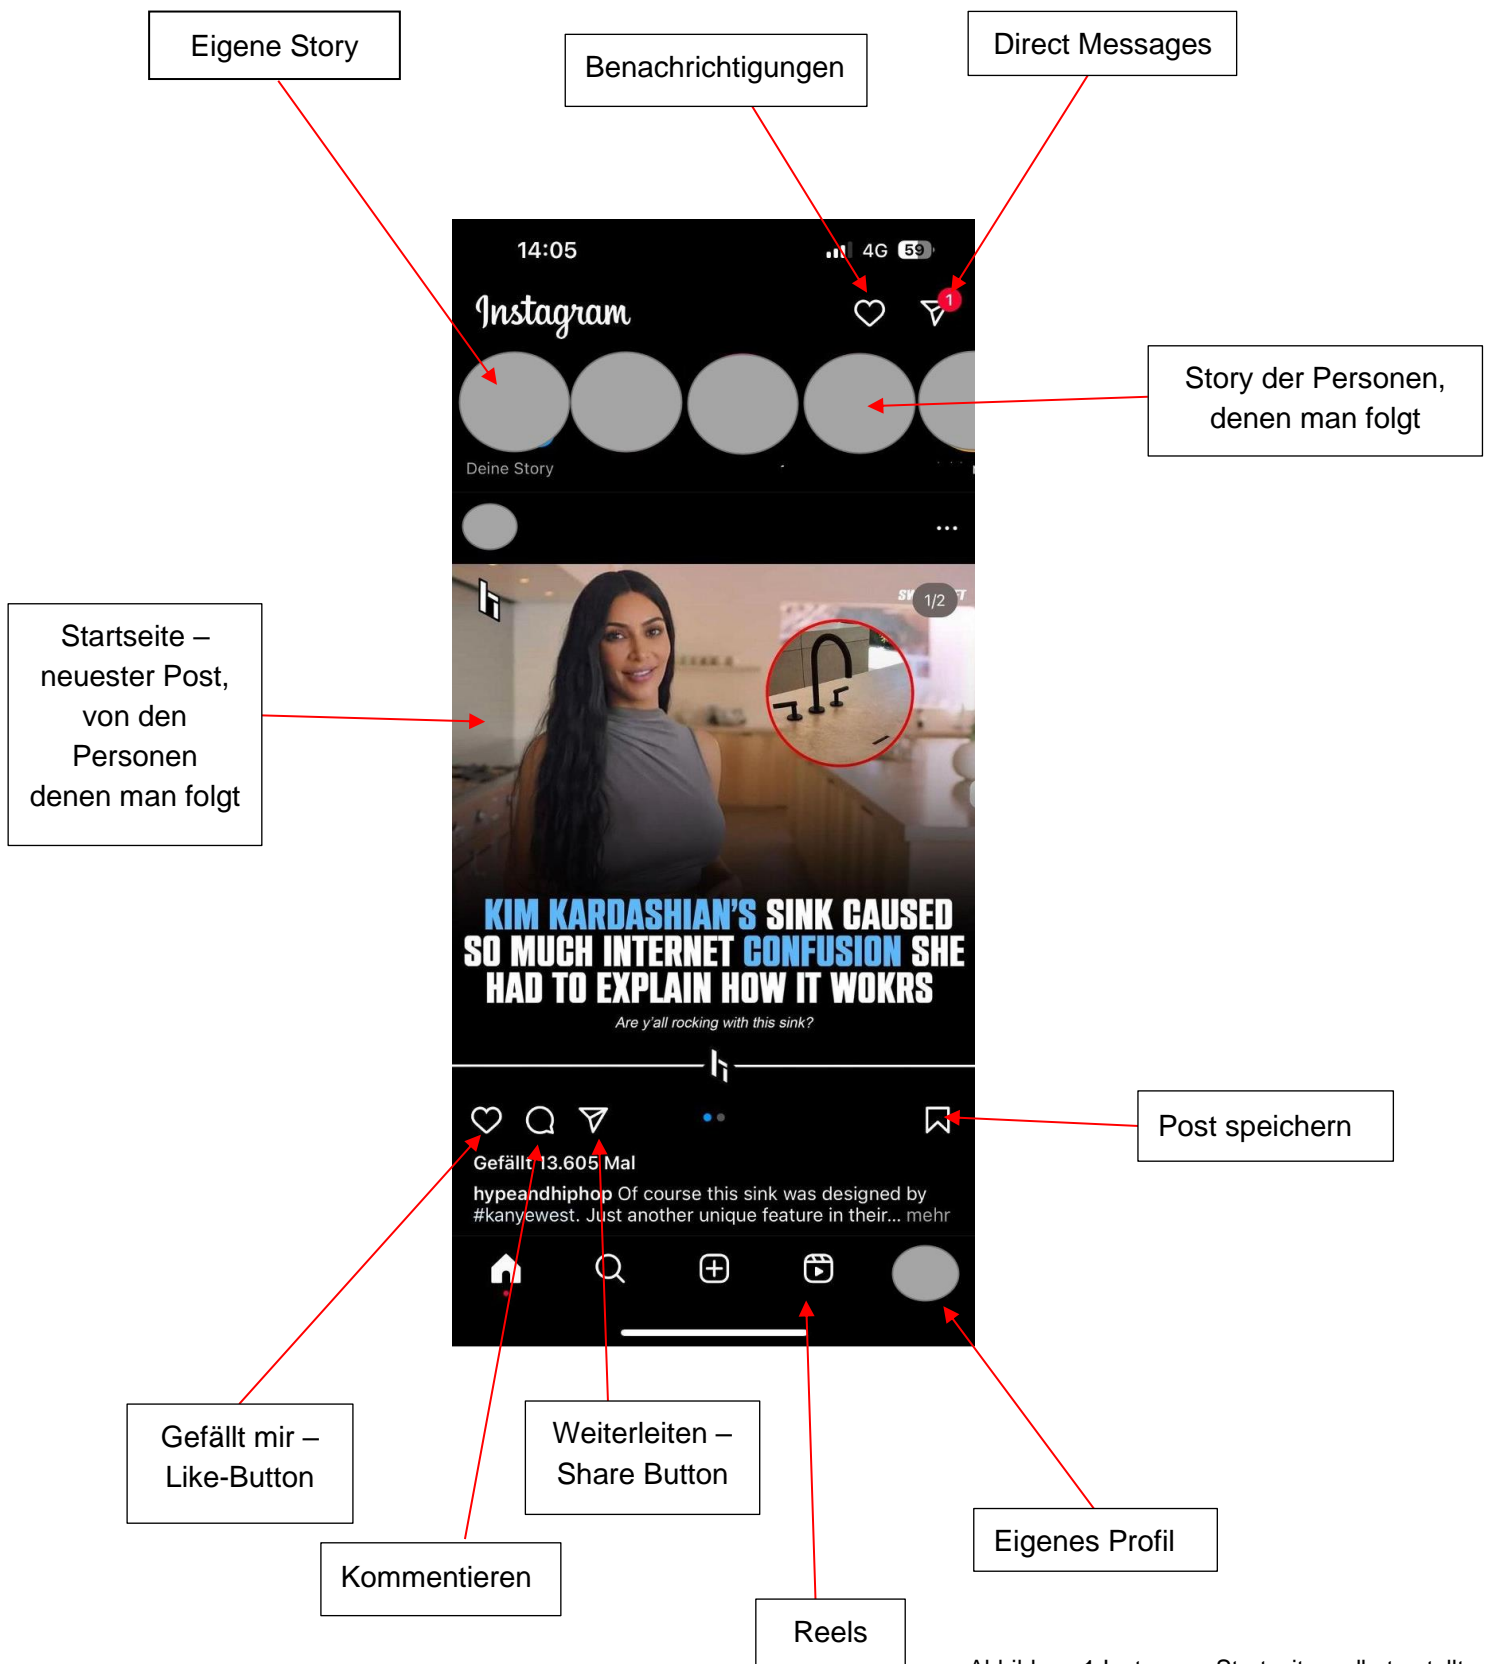 Eigene Story
Benachrichtigungen
Direct Messages
14:05
4G 59
Instagram
1
Story der Personen,
denen man folgt
Deine Story
1/2
Startseite –
neuester Post,
von den
Personen
denen man folgt
KIM KARDASHIAN'S SINK CAUSED
SO MUCH INTERNET CONFUSION SHE
HAD TO EXPLAIN HOW IT WOKRS
Are y'all rocking with this sink?
Post speichern
Gefällt 13.605 Mal
hypeandhiphop Of course this sink was designed by
#kanyewest. Just another unique feature in their... mehr
Gefällt mir –
Like-Button
Weiterleiten –
Share Button
Eigenes Profil
Kommentieren
Reels